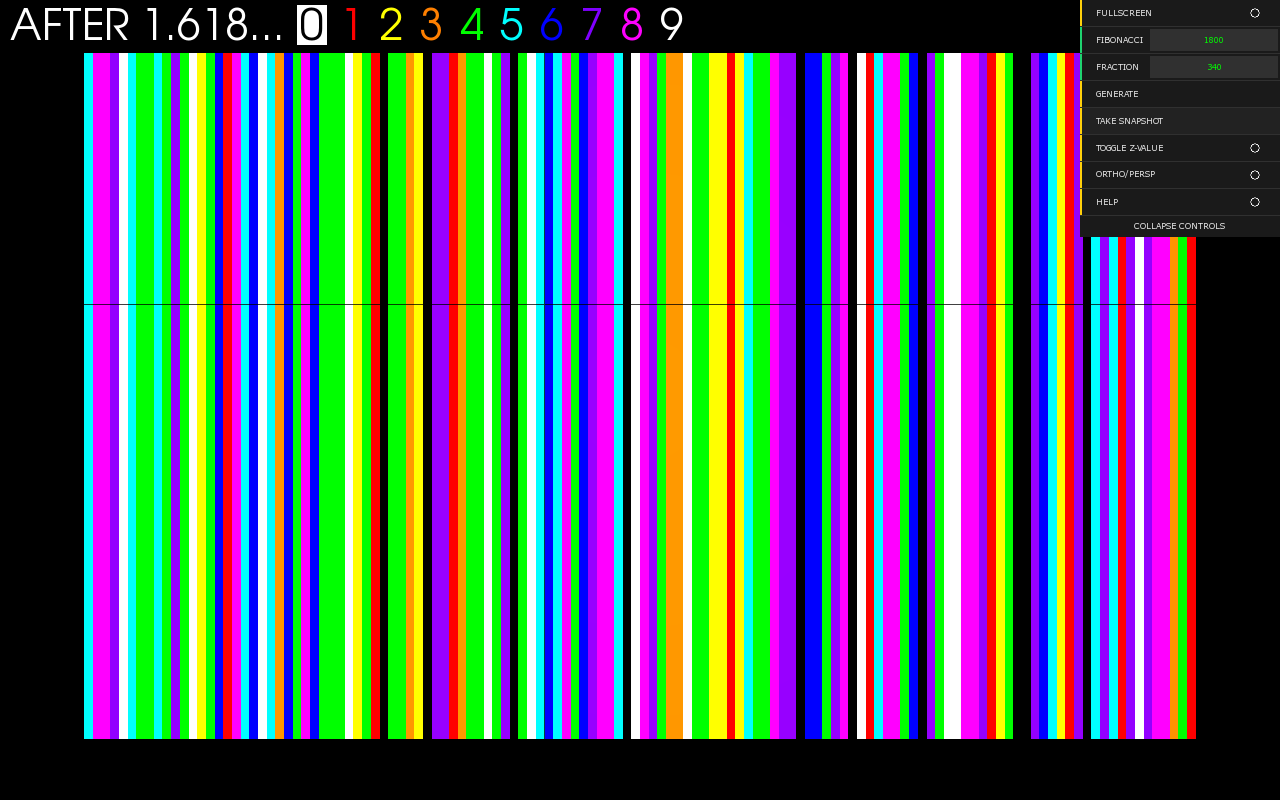 AFTER 1.618... 0 1 2 3 4 5 6 7 8 9
FULLSCREEN
FIBONACCI 1800
FRACTION 340
GENERATE
TAKE SNAPSHOT
TOGGLE Z-VALUE
ORTHO/PERSP
HELP
COLLAPSE CONTROLS